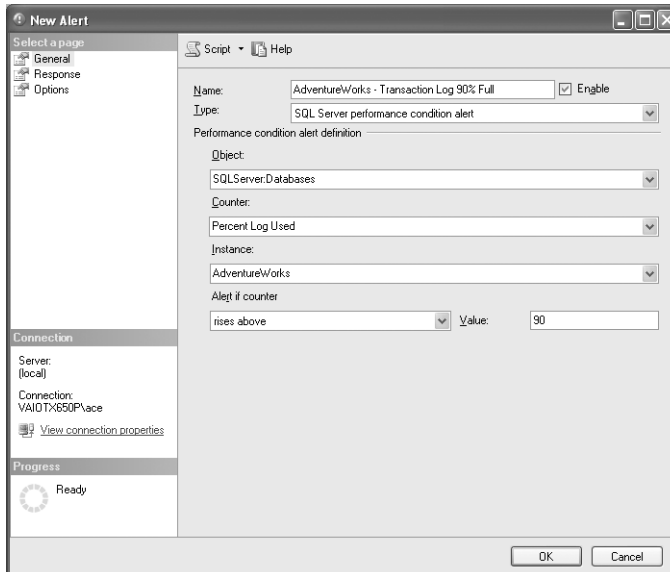 New Alert
Select a page
General
Response
Options
Script
Help
Name:
AdventureWorks - Transaction Log 90% Full
Enable
Type:
SQL Server performance condition alert
Performance condition alert definition
Object:
SQLServer:Databases
Counter:
Percent Log Used
Instance:
AdventureWorks
Alert if counter
rises above
Value:
90
Connection
Server:
(local)
Connection:
VAIOTX650P\ace
View connection properties
Progress
Ready
OK
Cancel